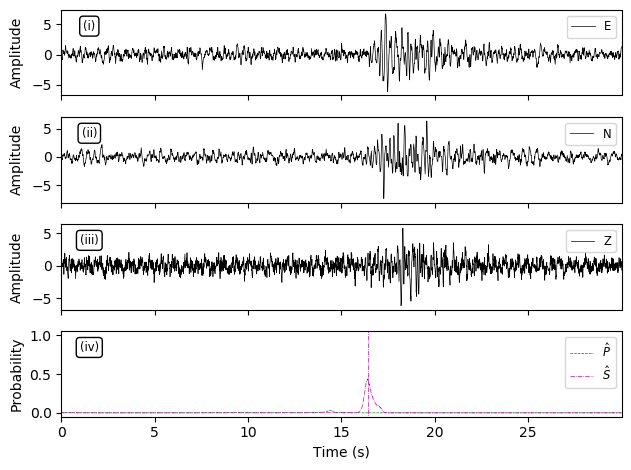 Amplitude
5
0
−5
(i)
E
Amplitude
5
0
−5
(ii)
N
Amplitude
5
0
−5
(iii)
Z
Probability
1.0
0.5
0.0
(iv)
P̂
Ŝ
0 5 10 15 20 25
Time (s)